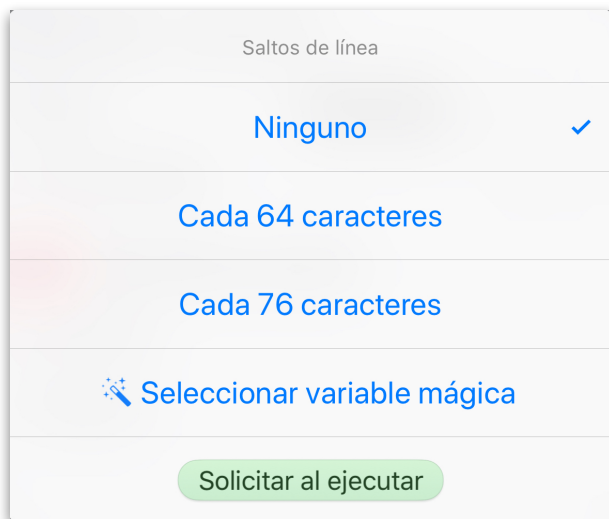 Saltos de línea
Ninguno
Cada 64 caracteres
Cada 76 caracteres
Seleccionar variable mágica
Solicitar al ejecutar